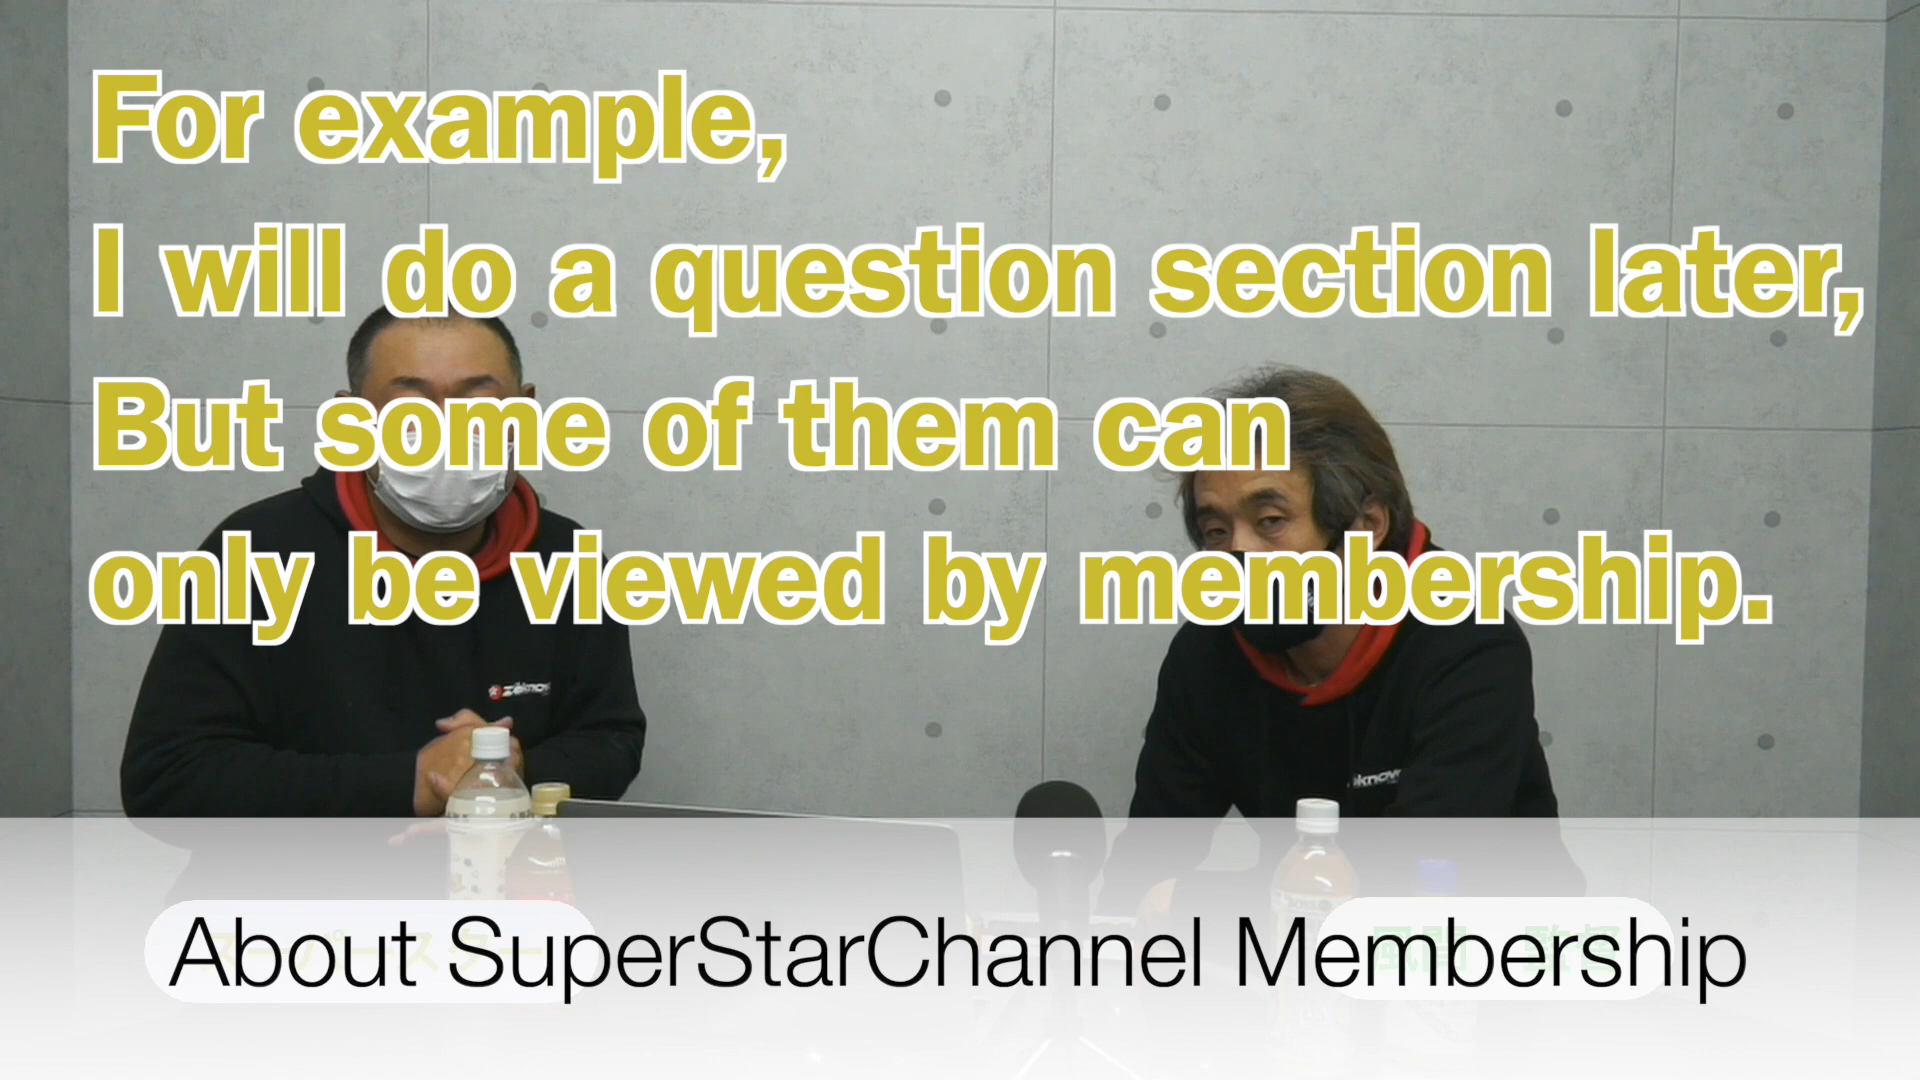 For example,
I will do a question section later,
But some of them can
only be viewed by membership.
About SuperStarChannel Membership